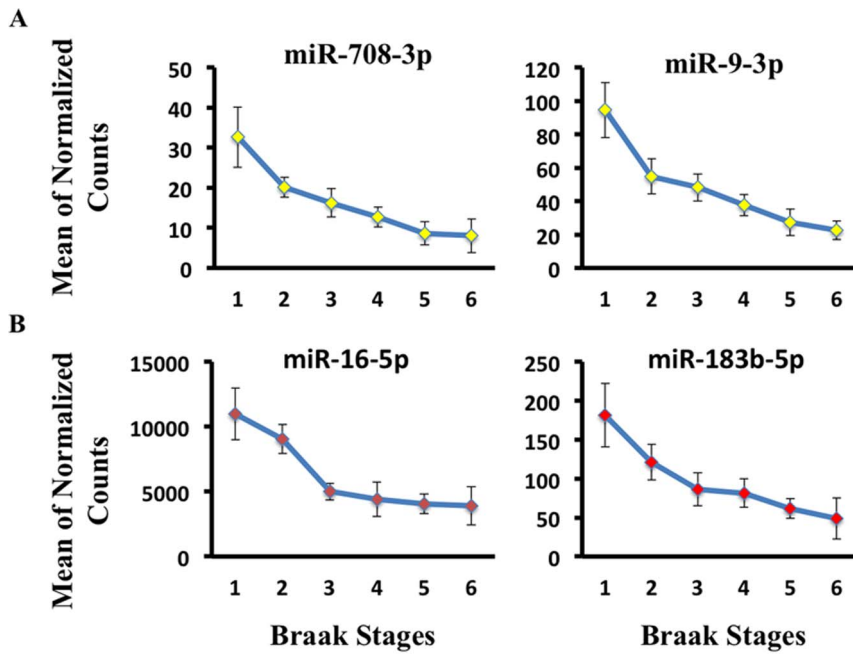 A
Mean of Normalized
Counts
miR-708-3p
50
40
30
20
10
0
1 2 3 4 5 6
miR-9-3p
120
100
80
60
40
20
0
1 2 3 4 5 6
B
Mean of Normalized
Counts
miR-16-5p
15000
10000
5000
0
1 2 3 4 5 6
Braak Stages
miR-183b-5p
250
200
150
100
50
0
1 2 3 4 5 6
Braak Stages